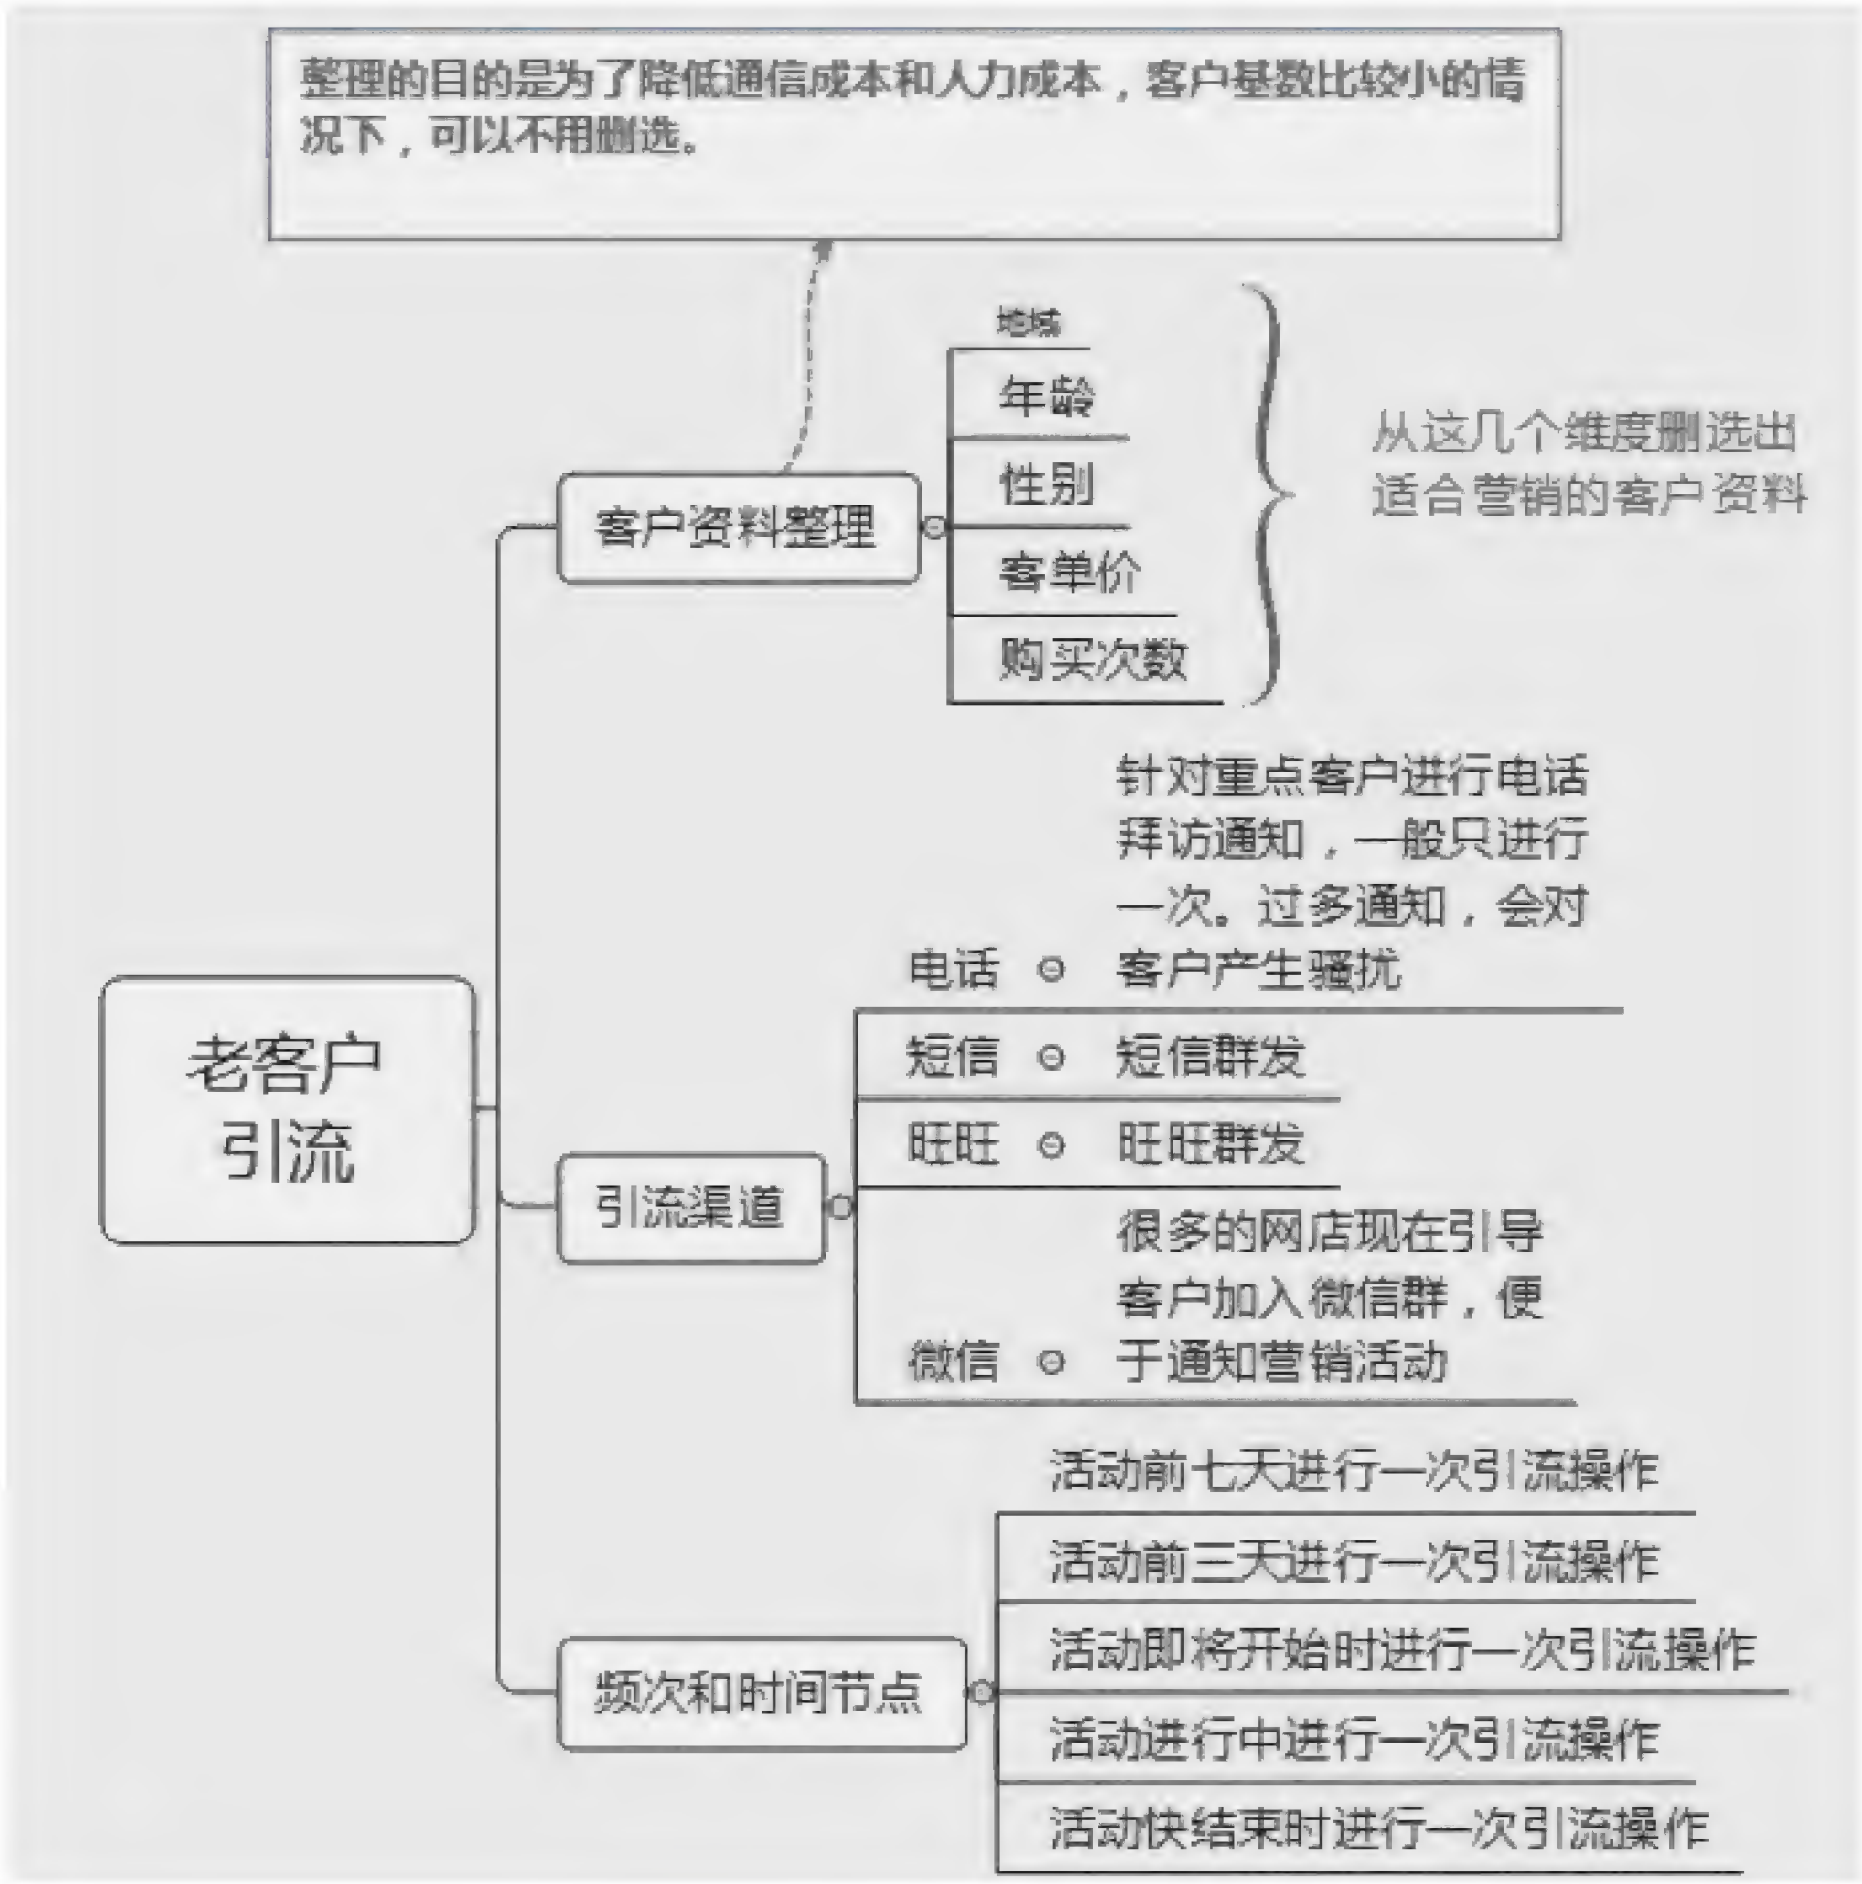 整理的目的是为了降低通信成本和人力成本，客户基数比较小的情
况下，可以不用删选。
地域
年龄
性别
客单价
购买次数
从这几个维度删选出
适合营销的客户资料
客户资料整理
针对重点客户进行电话
拜访通知，一般只进行
一次。过多通知，会对
电话 客户产生骚扰
短信 短信群发
旺旺 旺旺群发
很多的网店现在引导
客户加入微信群，便
微信 于通知营销活动
引流渠道
老客户
引流
活动前七天进行一次引流操作
活动前三天进行一次引流操作
活动即将开始时进行一次引流操作
活动进行中进行一次引流操作
活动快结束时进行一次引流操作
频次和时间节点